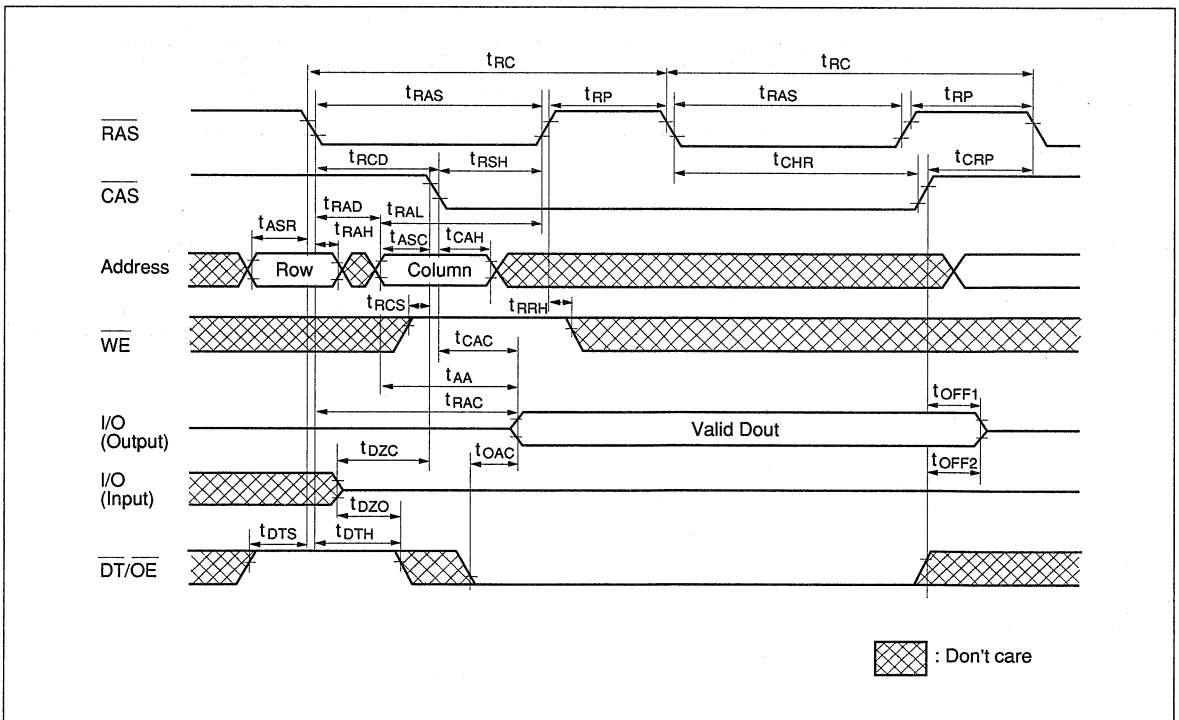 tRC tRC
tRAS tRP tRAS tRP
RAS
tRCD tRSH tCHR tCRP
CAS
tRAD tRAL
tASR tRAH tASC tCAH
Address Row Column
tRCS tRRH
WE
tCAC
tAA
tRAC tOFF1
I/O
(Output) Valid Dout
tDZC tOAC tOFF2
I/O
(Input)
tDZO
tDTS tDTH
DT/OE
: Don't care